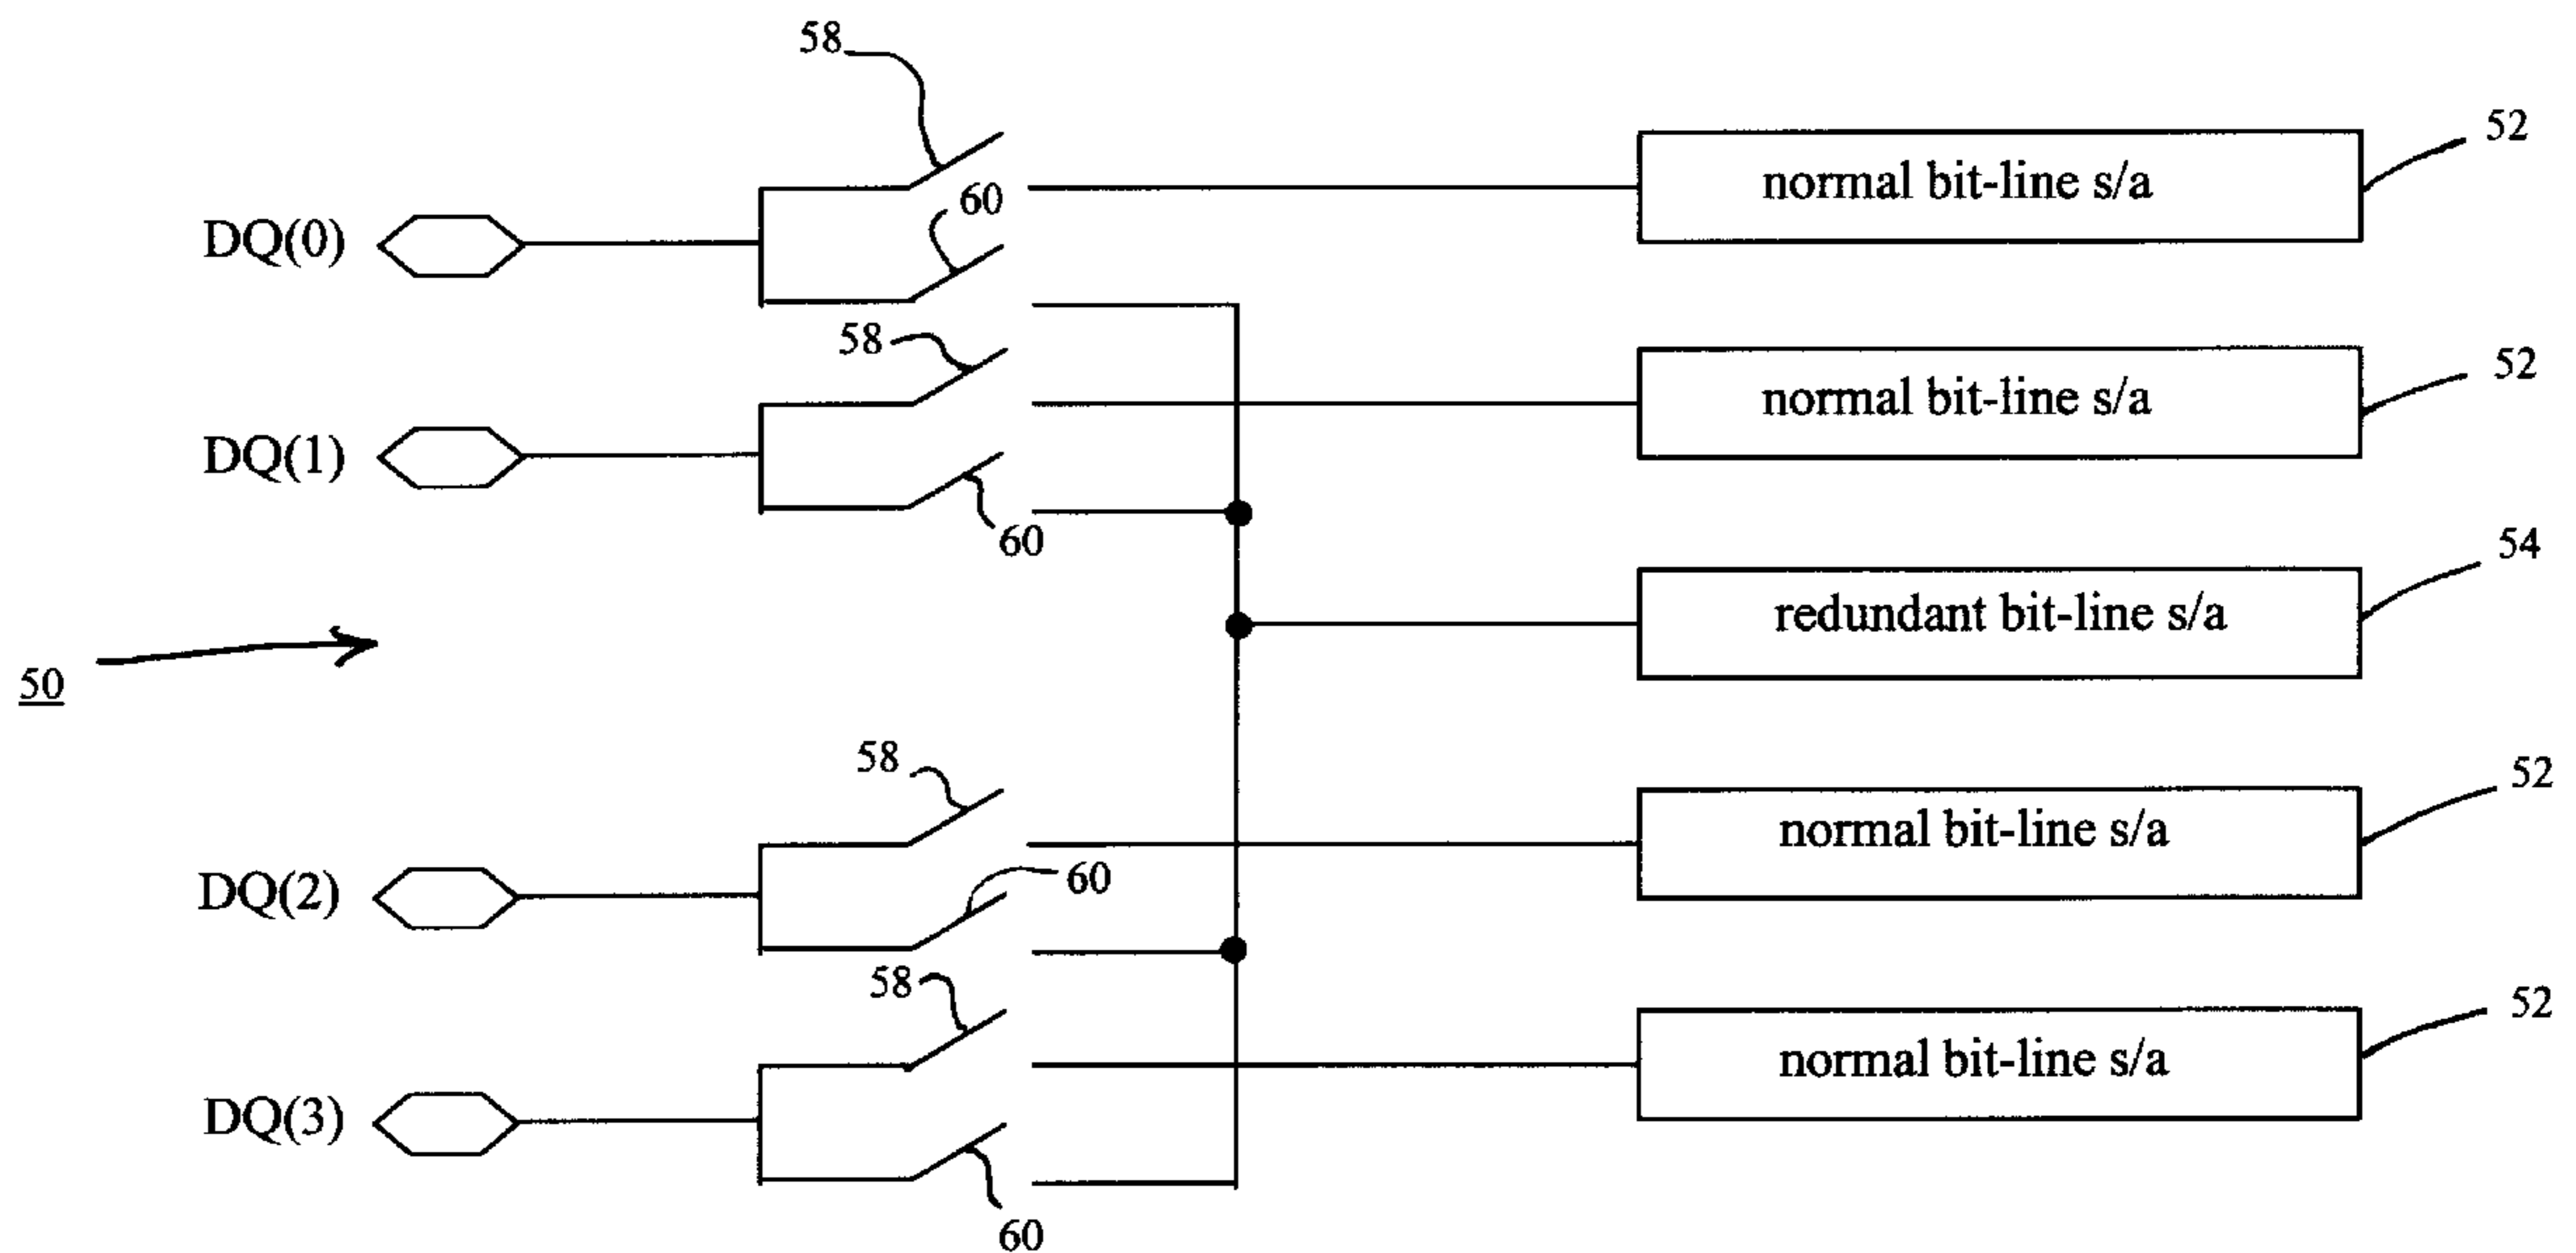 58
52
normal bit-line s/a
60
DQ(0)
58
52
normal bit-line s/a
DQ(1)
60
54
redundant bit-line s/a
50
58
52
normal bit-line s/a
60
DQ(2)
58
52
normal bit-line s/a
DQ(3)
60